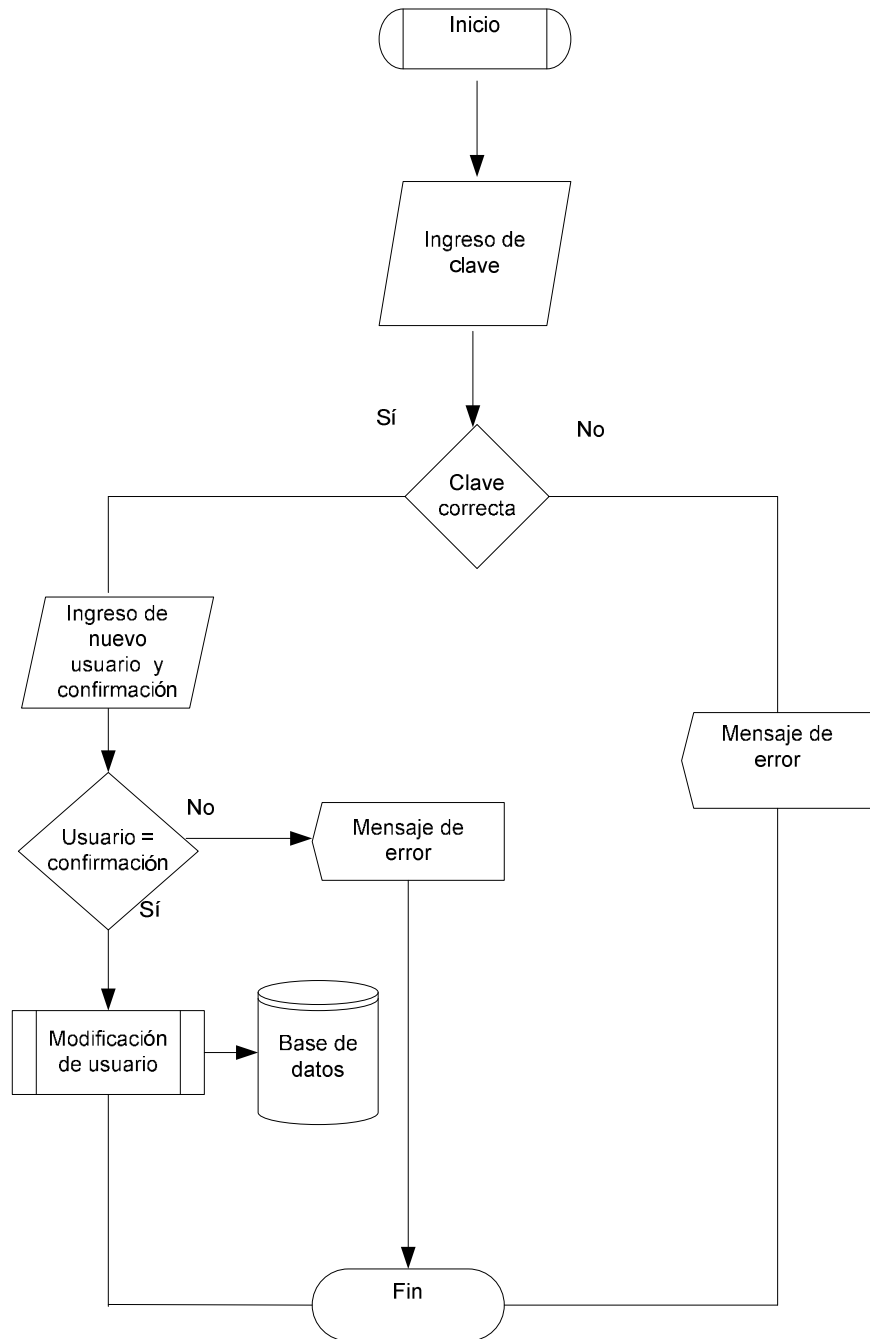 Inicio
Ingreso de
clave
Sí
No
Clave
correcta
Ingreso de
nuevo
usuario y
confirmación
Mensaje de
error
No
Usuario =
confirmación
Mensaje de
error
Sí
Modificación
de usuario
Base de
datos
Fin